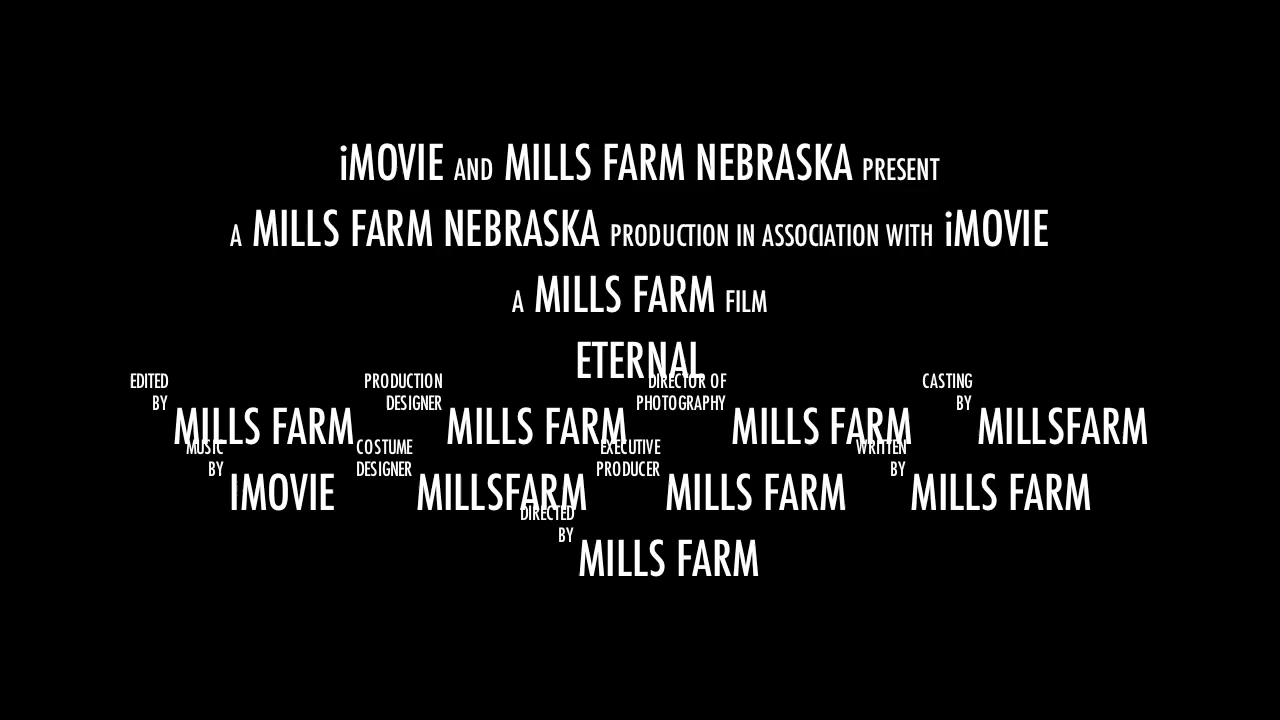 iMOVIE AND MILLS FARM NEBRASKA PRESENT
A MILLS FARM NEBRASKA PRODUCTION IN ASSOCIATION WITH iMOVIE
A MILLS FARM FILM
ETERNAL
EDITED BY MILLS FARM PRODUCTION DESIGNER MILLS FARM DIRECTOR OF PHOTOGRAPHY MILLS FARM CASTING BY MILLSFARM
MUSIC BY IMOVIE COSTUME DESIGNER MILLSFARM EXECUTIVE PRODUCER MILLS FARM WRITTEN BY MILLS FARM
DIRECTED BY MILLS FARM